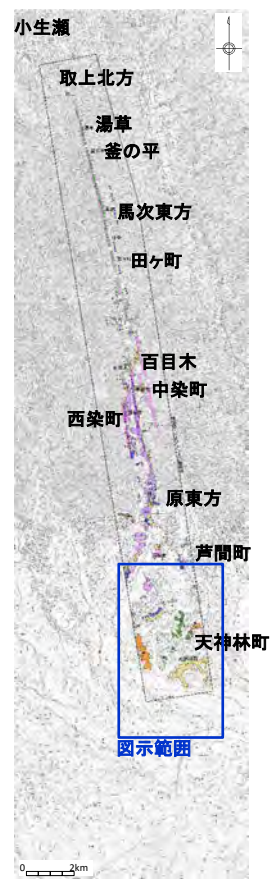 小生瀬
取上北方
湯草
釜の平
馬次東方
田ヶ町
百目木
中染町
西染町
原東方
芦間町
天神林町
図示範囲
0 2km